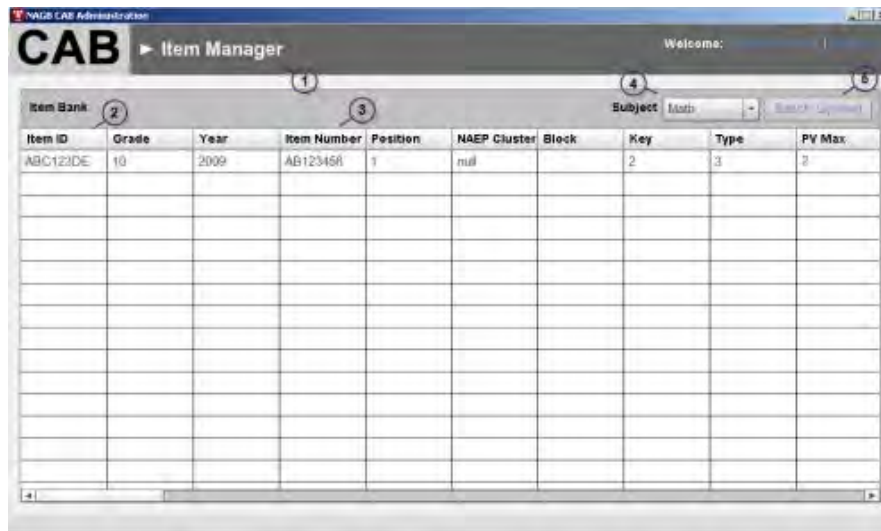 NAGB CAB Administration
CAB ► Item Manager
Welcome:
1
4
5
Item Bank
2
3
Subject Math
Item ID Grade Year Item Number Position NAEP Cluster Block Key Type PV Max
ABC123DE 10 2009 AB123456 1 null 2 3 2